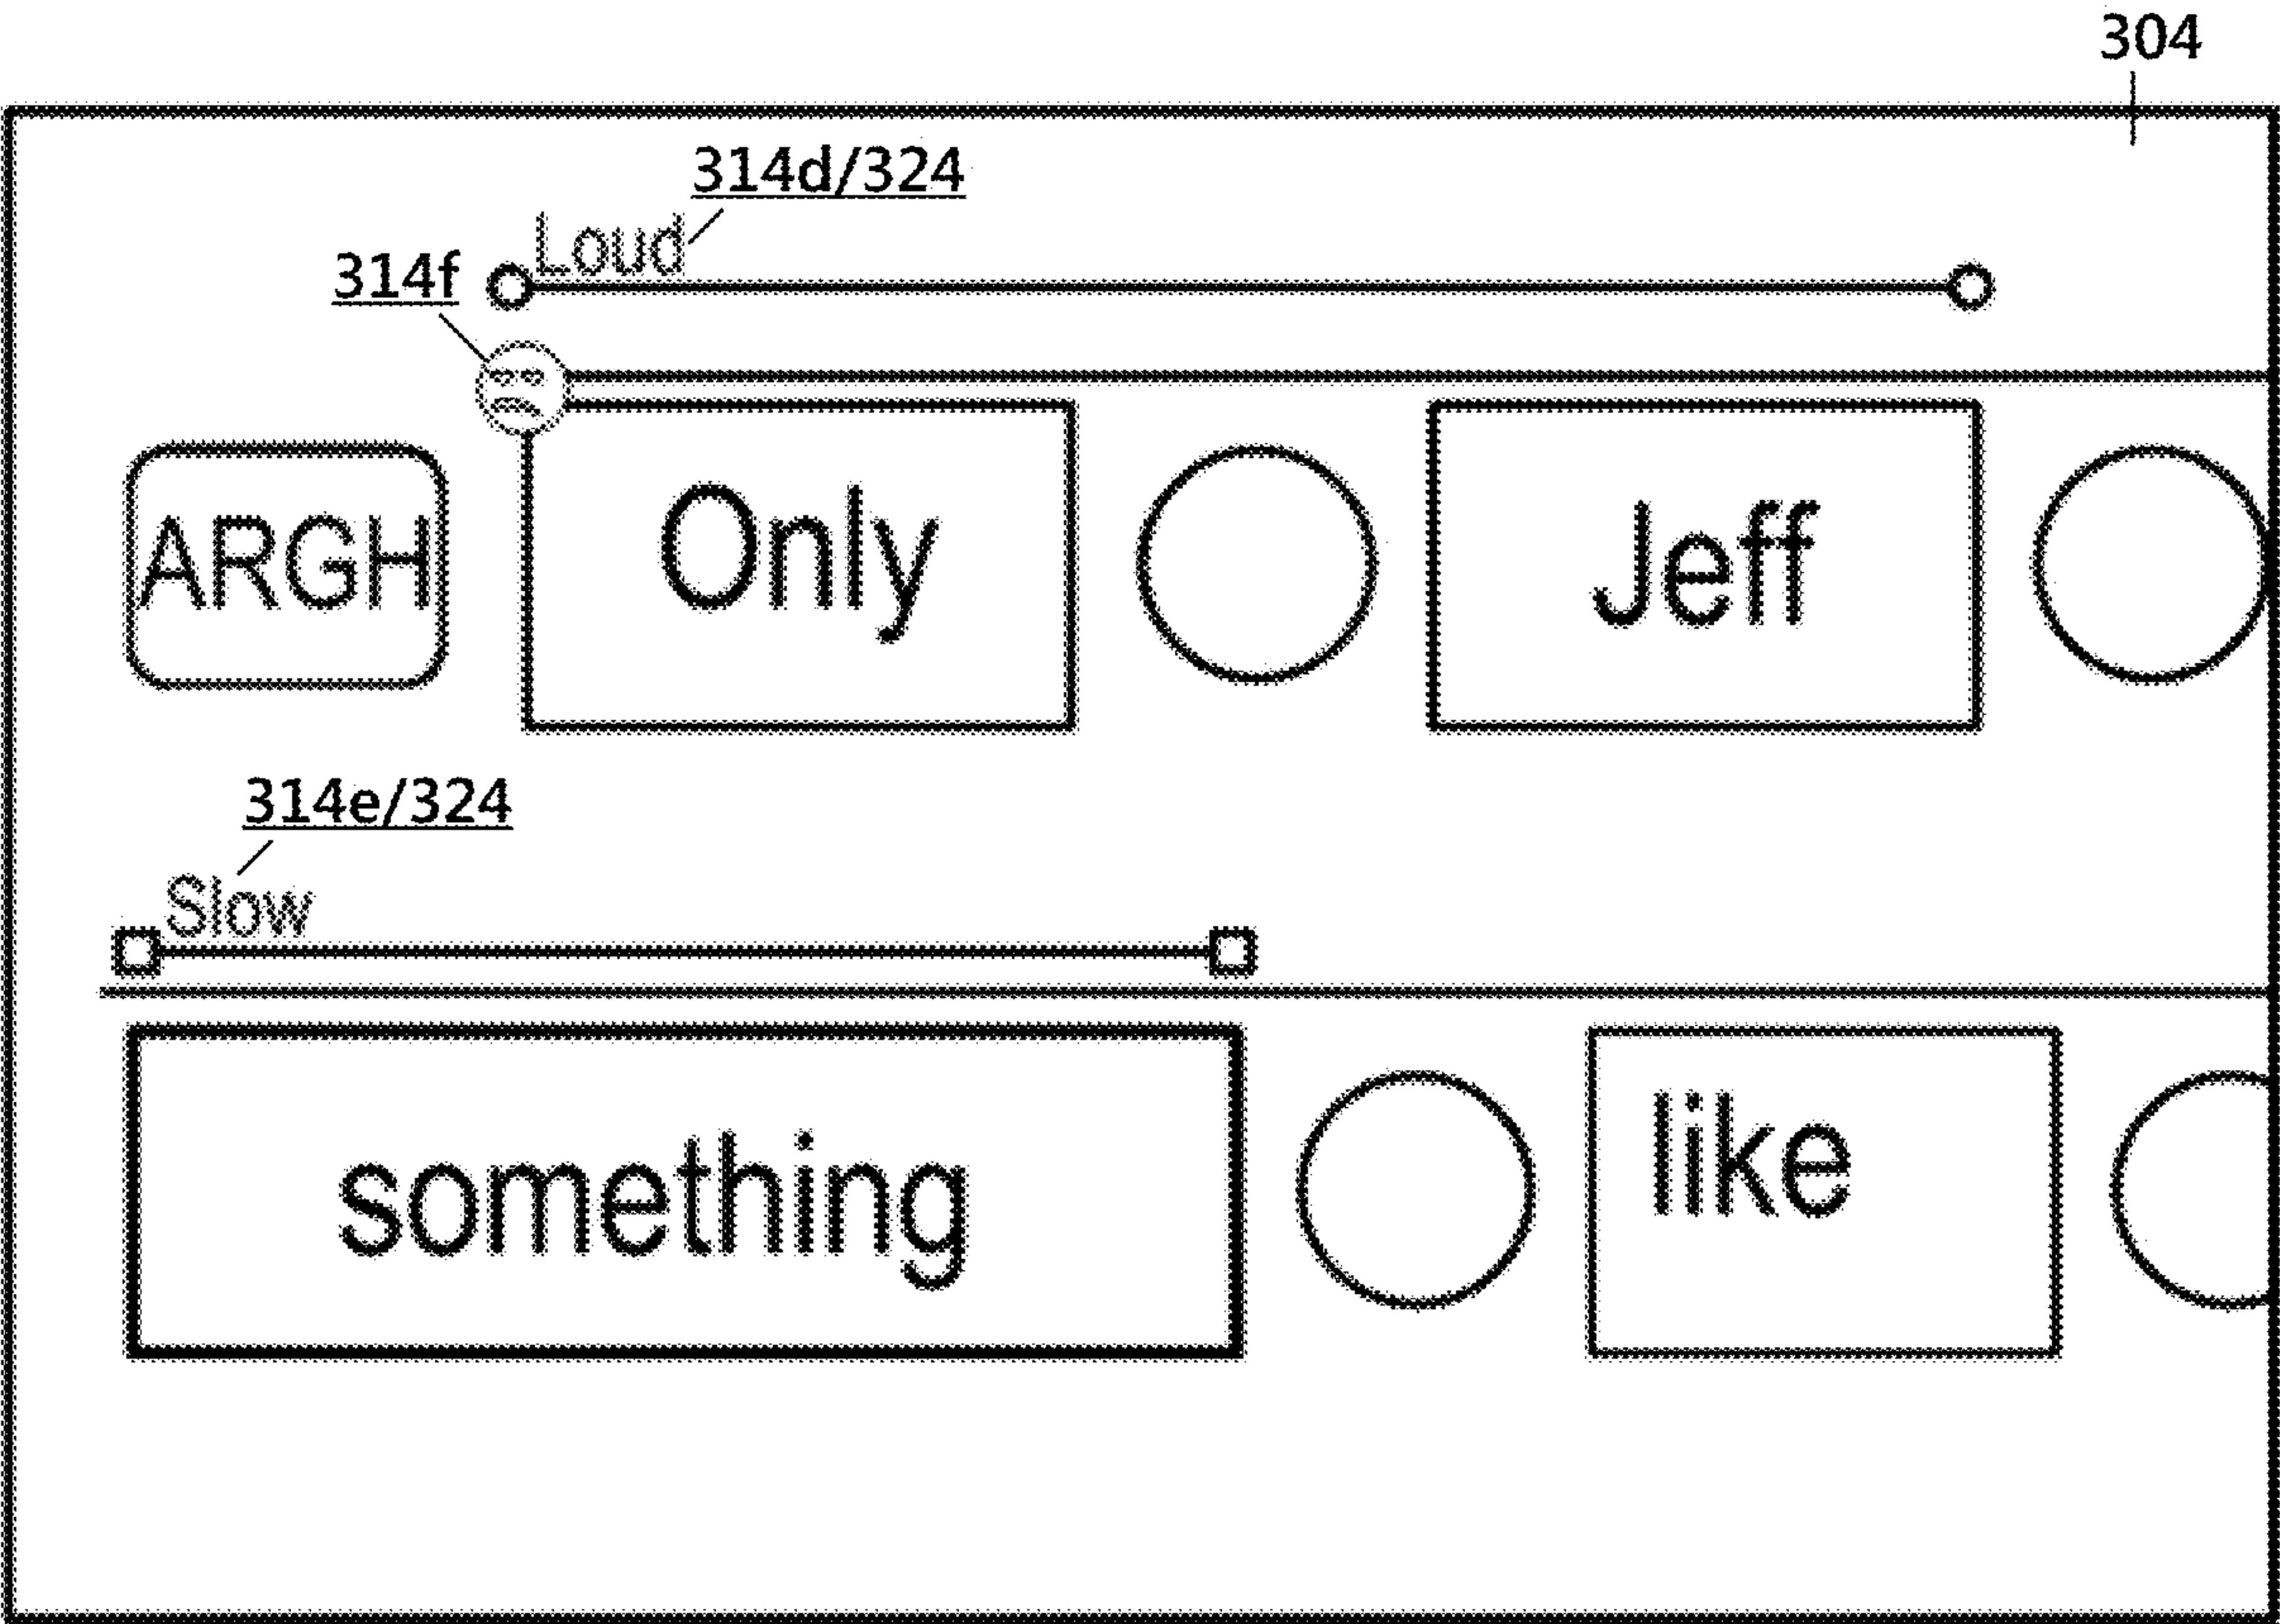 304
314d/324
Loud
314f
ARGH Only Jeff
314e/324
Slow
something like